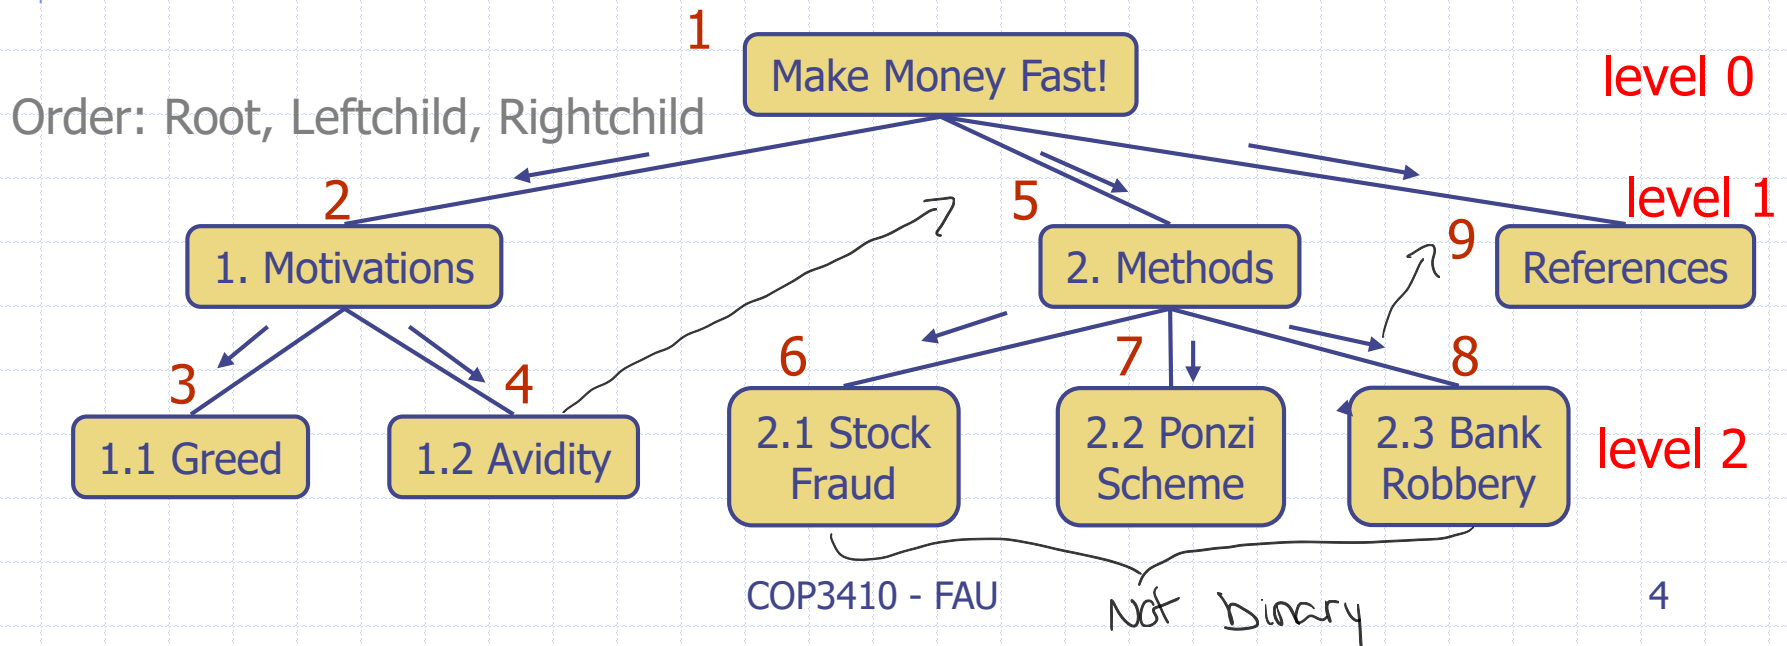 1
Make Money Fast!
level 0
Order: Root, Leftchild, Rightchild
level 1
2
5
9
1. Motivations
2. Methods
References
3
4
6
7
8
1.1 Greed
1.2 Avidity
2.1 Stock
Fraud
2.2 Ponzi
Scheme
2.3 Bank
Robbery
level 2
COP3410 - FAU
Not binary
4